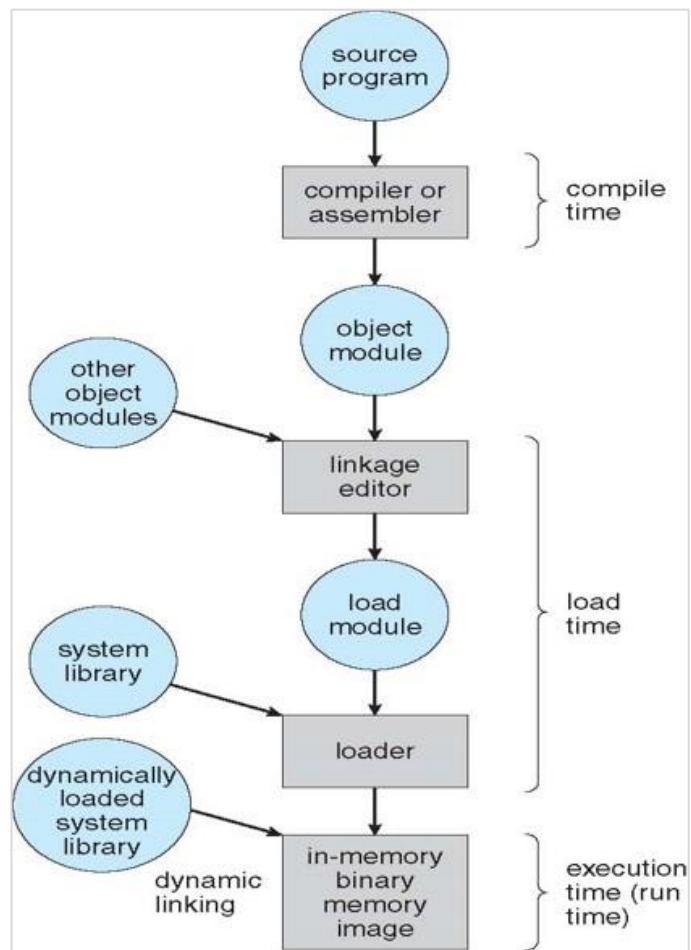 source
program
compiler or
assembler
compile
time
object
module
other
object
modules
linkage
editor
load
module
load
time
system
library
loader
dynamically
loaded
system
library
dynamic
linking
in-memory
binary
memory
image
execution
time (run
time)